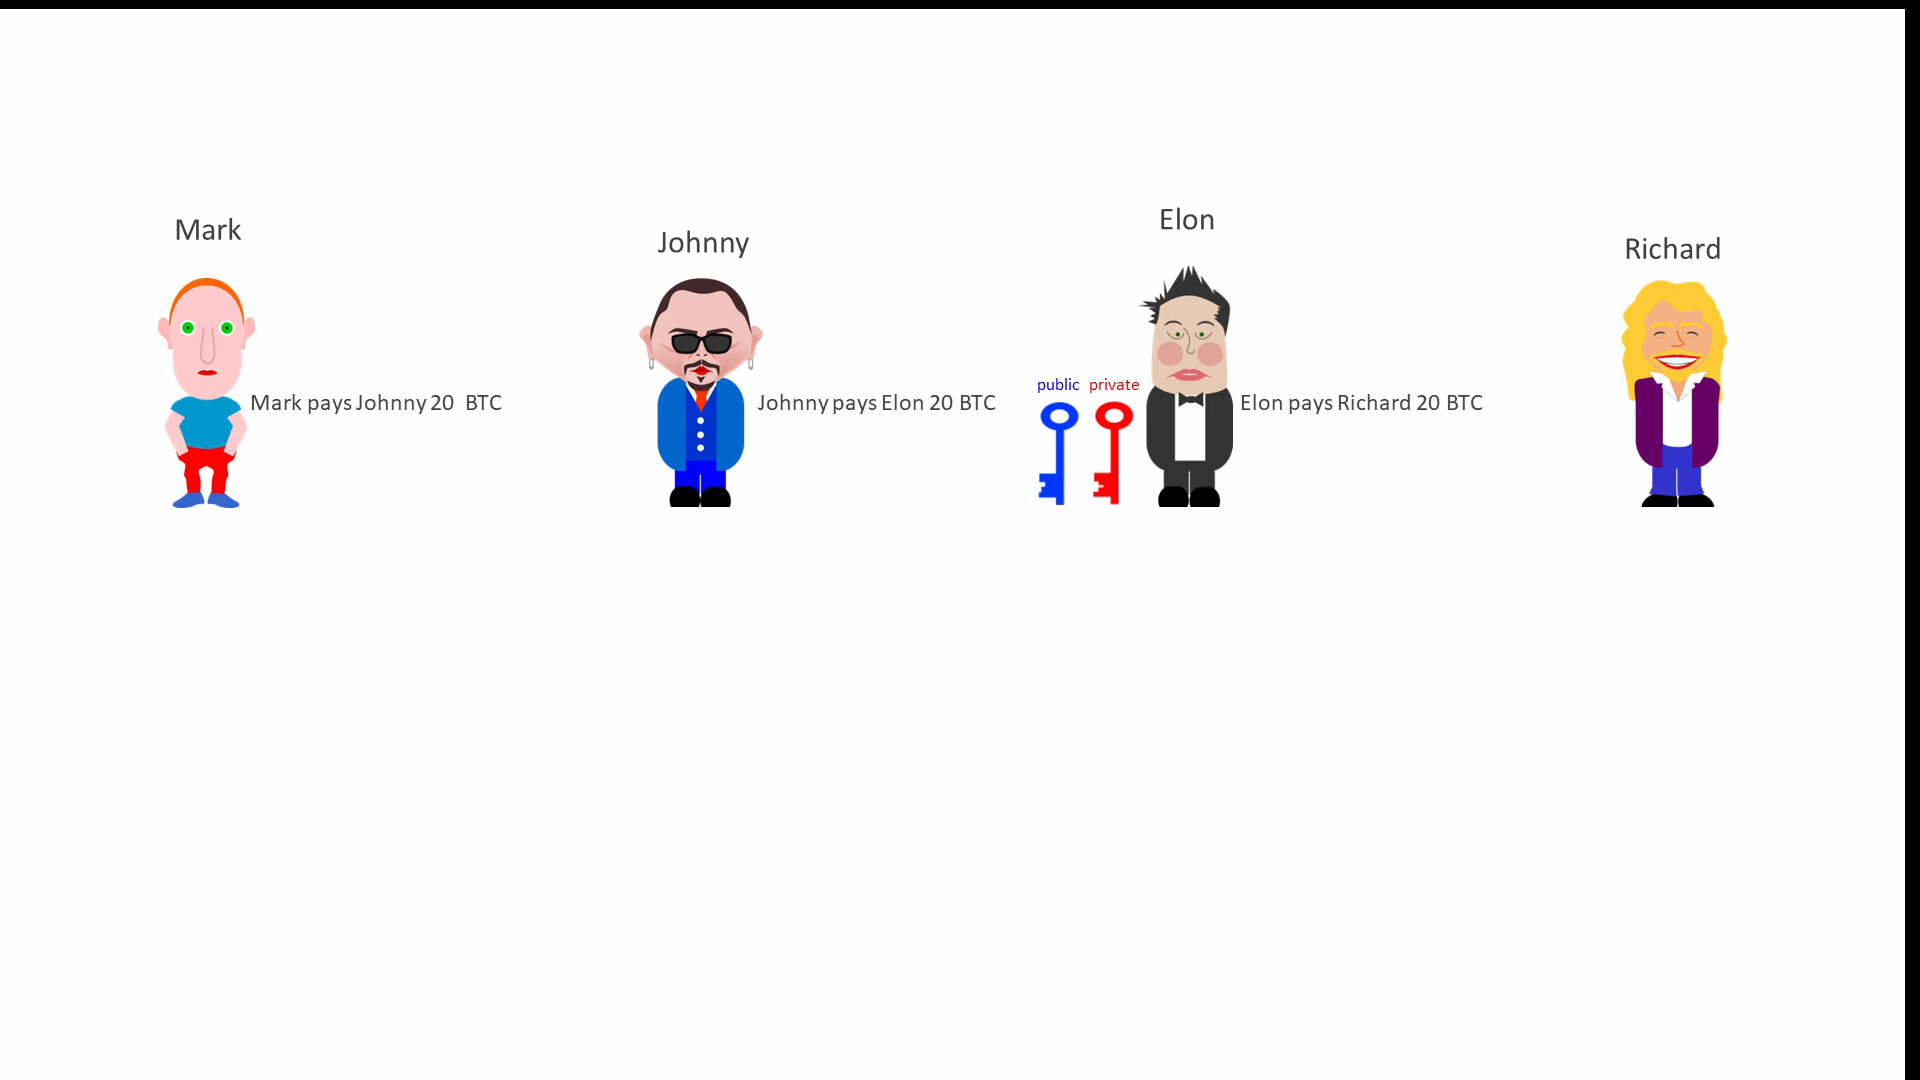 Mark
Johnny
Elon
Richard
public private
Mark pays Johnny 20 BTC
Johnny pays Elon 20 BTC
Elon pays Richard 20 BTC